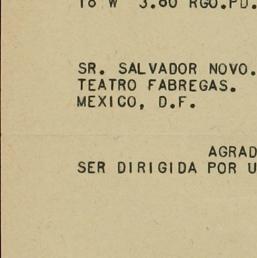 18 W 3.60 RGO.PD.
SR. SALVADOR NOVO.
TEATRO FABREGAS.
MEXICO, D.F.
AGRAD
SER DIRIGIDA POR U